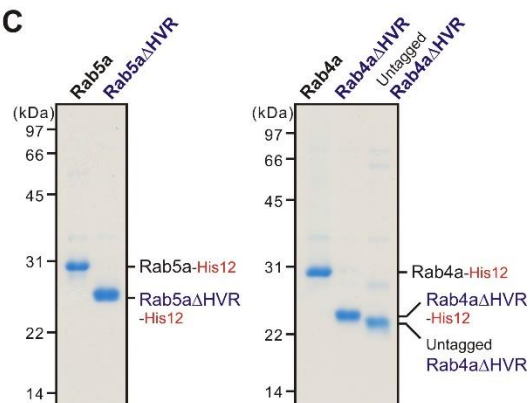 C
Rab5a
Rab5aΔHVR
(kDa)
97
66
45
31
22
14
Rab5a-His12
Rab5aΔHVR
-His12
Rab4a
Rab4aΔHVR
Untagged
Rab4aΔHVR
(kDa)
97
66
45
31
22
14
Rab4a-His12
Rab4aΔHVR
-His12
Untagged
Rab4aΔHVR